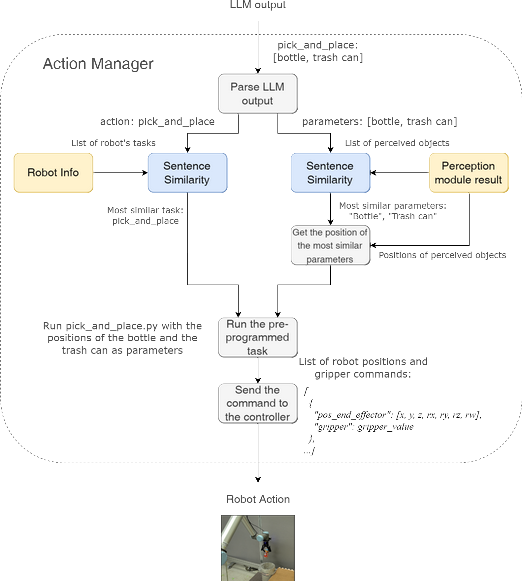 LLM output
pick_and_place:
[bottle, trash can]
Action Manager
Parse LLM
output
action: pick_and_place
parameters: [bottle, trash can]
List of robot's tasks
List of perceived objects
Robot Info
Sentence
Similarity
Sentence
Similarity
Perception
module result
Most similar task:
pick_and_place
Most similar parameters:
"Bottle", "Trash can"
Get the position of
the most similar
parameters
Positions of perceived objects
Run pick_and_place.py with the
positions of the bottle and the
trash can as parameters
Run the pre-
programmed
task
List of robot positions and
gripper commands:
Send the
command to
the controller
[
{
"pos_end_effector": [x, y, z, rx, ry, rz, rw],
"gripper": gripper_value
},
...]
Robot Action